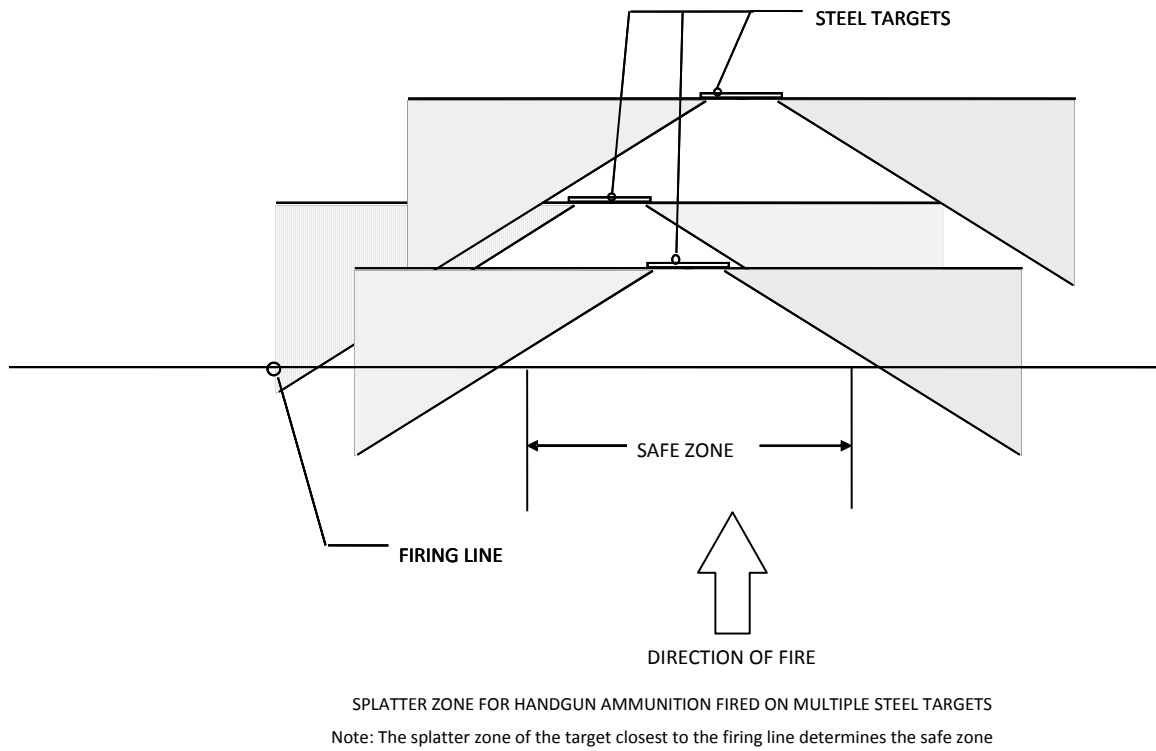 STEEL TARGETS
SAFE ZONE
FIRING LINE
DIRECTION OF FIRE
SPLATTER ZONE FOR HANDGUN AMMUNITION FIRED ON MULTIPLE STEEL TARGETS
Note: The splatter zone of the target closest to the firing line determines the safe zone